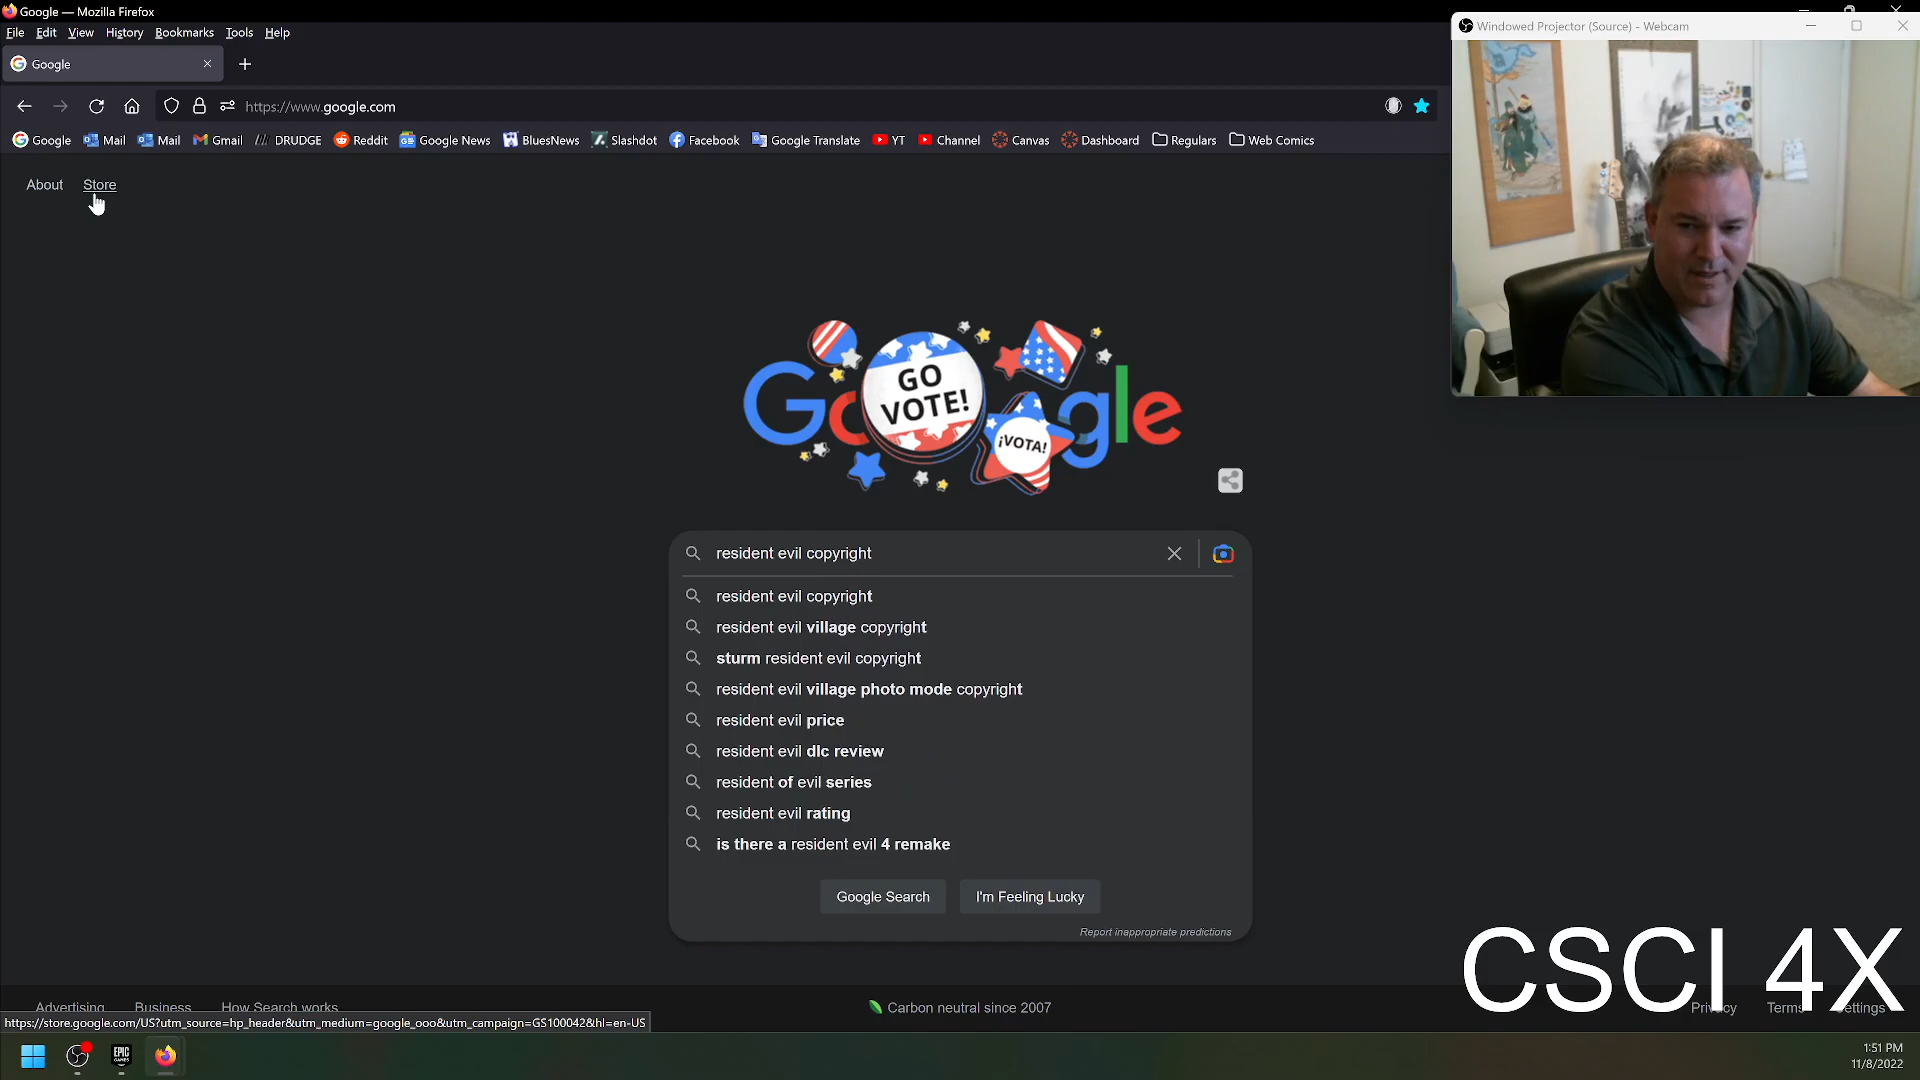 Google — Mozilla Firefox
Windowed Projector (Source) - Webcam
File Edit View History Bookmarks Tools Help
Google
https://www.google.com
Google Mail Mail Gmail DRUDGE Reddit Google News BluesNews Slashdot Facebook Google Translate YT Channel Canvas Dashboard Regulars Web Comics
About Store
Google
GO
VOTE!
¡VOTA!
resident evil copyright
resident evil copyright
resident evil village copyright
sturm resident evil copyright
resident evil village photo mode copyright
resident evil price
resident evil dlc review
resident of evil series
resident evil rating
is there a resident evil 4 remake
Google Search I'm Feeling Lucky
Report inappropriate predictions
CSCI 4X
Advertising Business How Search works Carbon neutral since 2007 Privacy Terms Settings
https://store.google.com/US?utm_source=hp_header&utm_medium=google_ooo&utm_campaign=GS100042&hl=en-US
EPIC
GAMES
1:51 PM
11/8/2022